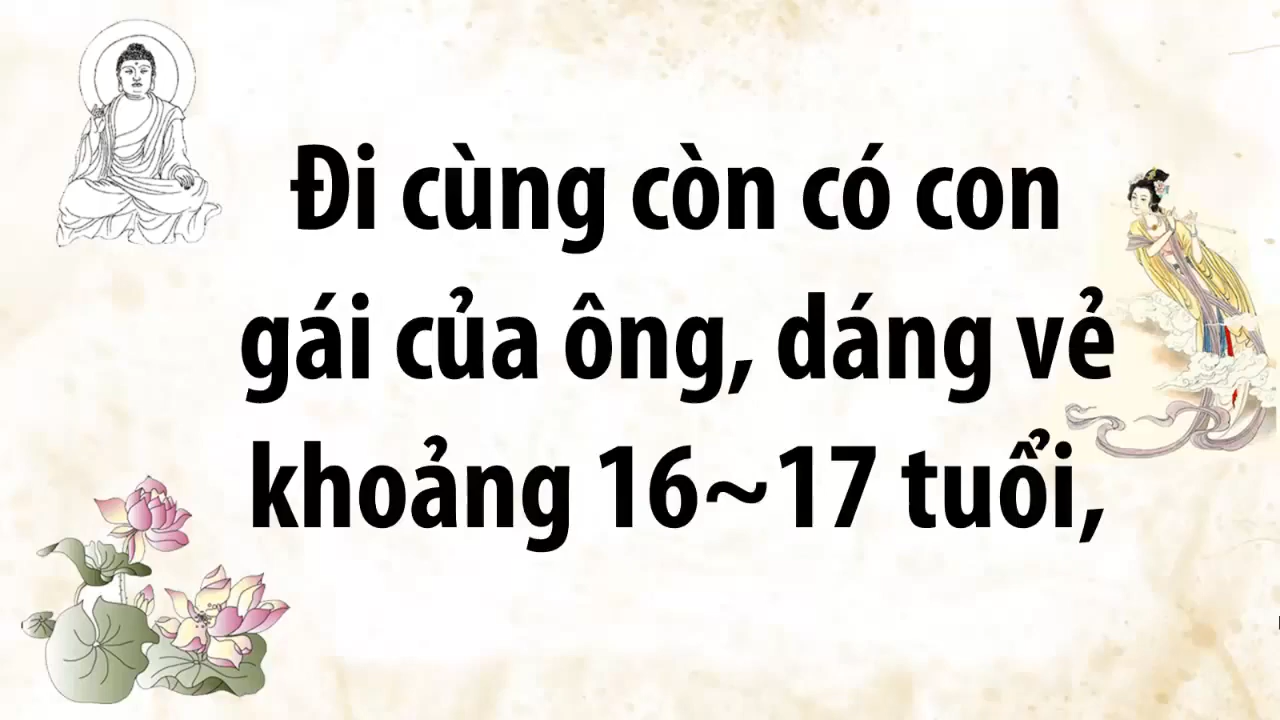 Đi cùng còn có con
gái của ông, dáng vẻ
khoảng 16~17 tuổi,